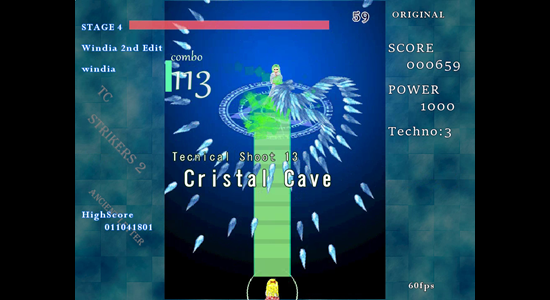 STAGE 4
59
ORIGINAL
Windia 2nd Edit
windia
combo
113
SCORE
000659
POWER
1000
Techno:3
TC
STRIKERS 2
Tecnical Shoot 13
Cristal Cave
HighScore
011041801
60fps